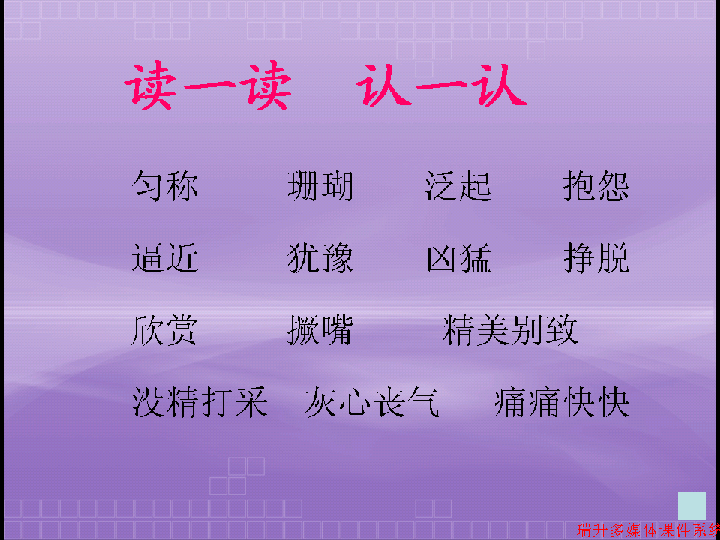 读一读 认一认
匀称 珊瑚 泛起 抱怨
逼近 犹豫 凶猛 挣脱
欣赏 撅嘴 精美别致
没精打采 灰心丧气 痛痛快快
瑞升多媒体课件系统